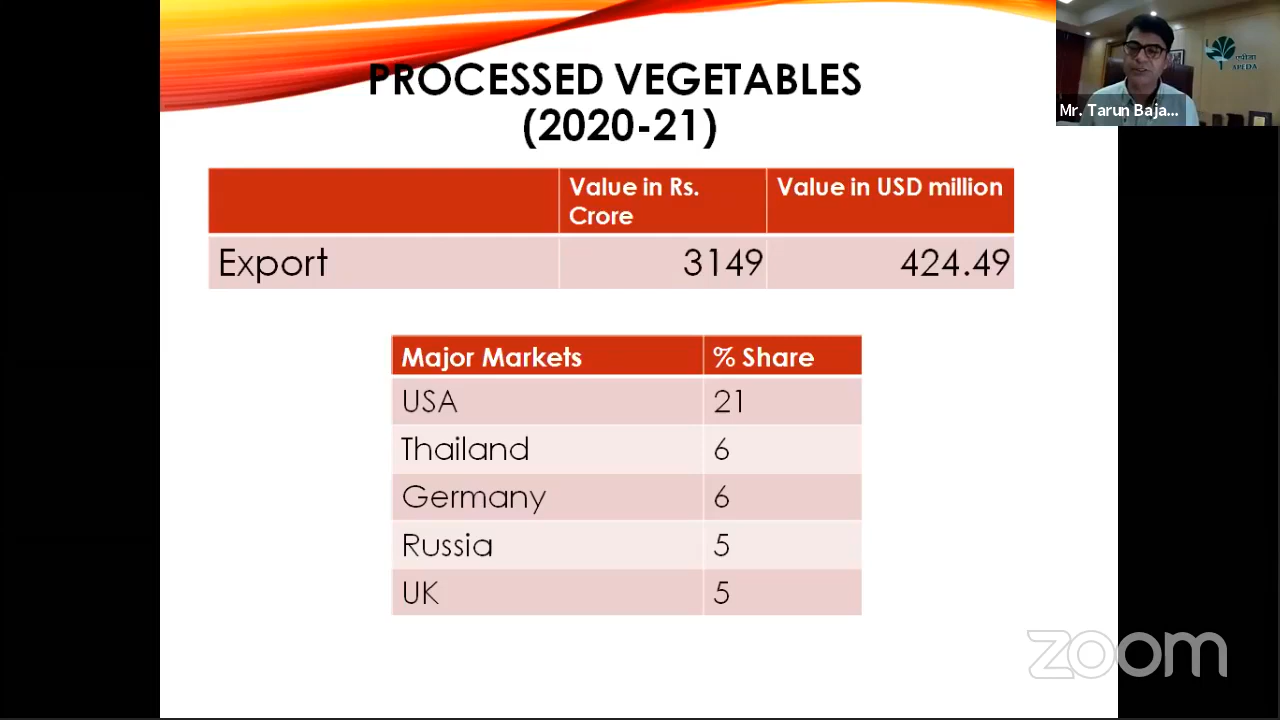 PROCESSED VEGETABLES
(2020-21)
Value in Rs. Crore
Value in USD million
Export
3149
424.49
Major Markets
% Share
USA
21
Thailand
6
Germany
6
Russia
5
UK
5
Mr. Tarun Baja...
APEDA
zoom